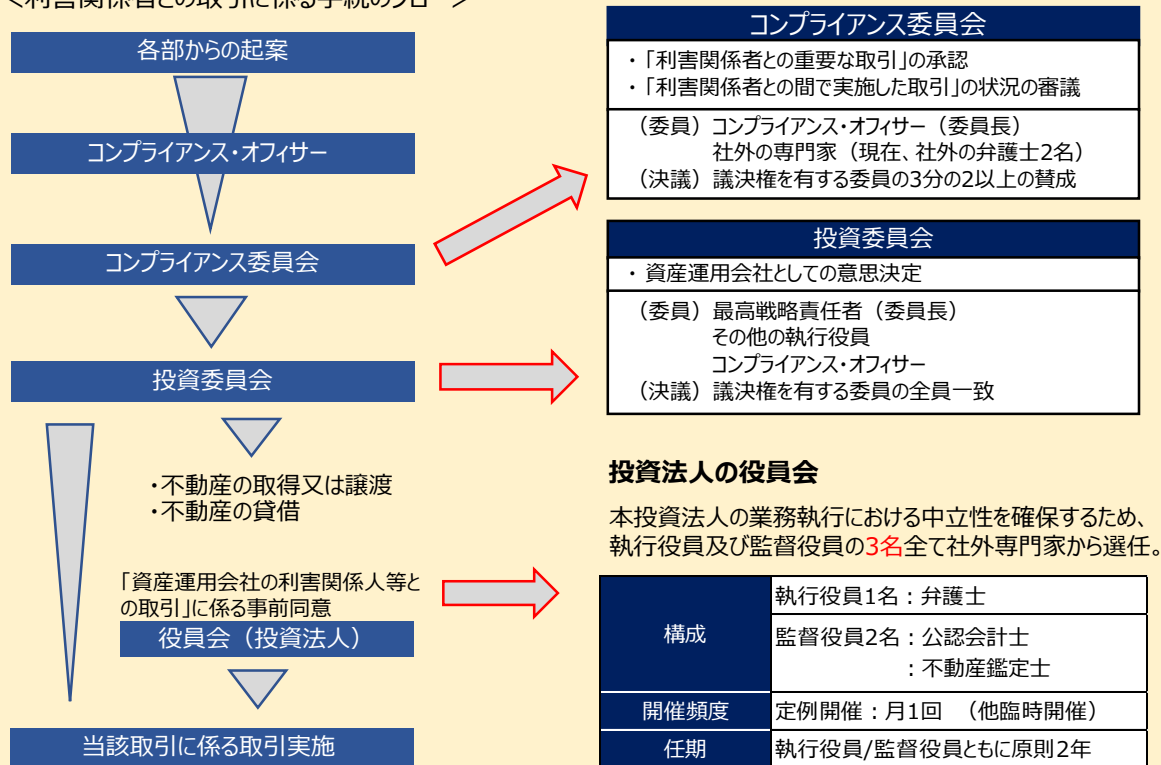 <利害関係者との取引に係る手続のフロー>
各部からの起案
コンプライアンス・オフィサー
コンプライアンス委員会
投資委員会
・不動産の取得又は譲渡
・不動産の貸借
「資産運用会社の利害関係人等と
の取引」に係る事前同意
役員会（投資法人）
当該取引に係る取引実施
コンプライアンス委員会
・「利害関係者との重要な取引」の承認
・「利害関係者との間で実施した取引」の状況の審議
（委員）コンプライアンス・オフィサー（委員長）
社外の専門家（現在、社外の弁護士2名）
（決議）議決権を有する委員の3分の2以上の賛成
投資委員会
・資産運用会社としての意思決定
（委員）最高戦略責任者（委員長）
その他の執行役員
コンプライアンス・オフィサー
（決議）議決権を有する委員の全員一致
投資法人の役員会
本投資法人の業務執行における中立性を確保するため、
執行役員及び監督役員の3名全て社外専門家から選任。
構成
執行役員1名：弁護士
監督役員2名：公認会計士
：不動産鑑定士
開催頻度
定例開催：月1回　（他臨時開催）
任期
執行役員/監督役員ともに原則2年